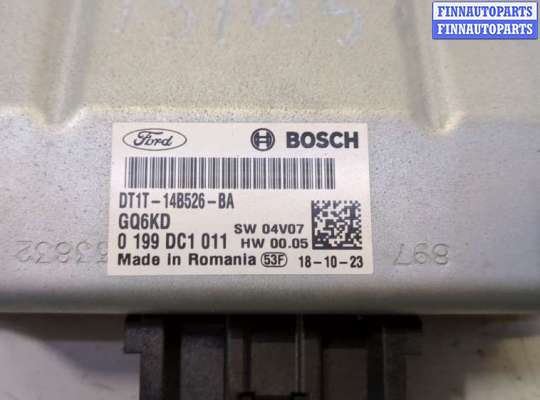 FINNAUTOPARTS
FINNAUTOPARTS
Ford
BOSCH
DT1T-14B526-BA
GQ6KD
SW 04V07
0 199 DC1 011
HW 00.05
Made in Romania 53F 18-10-23
897